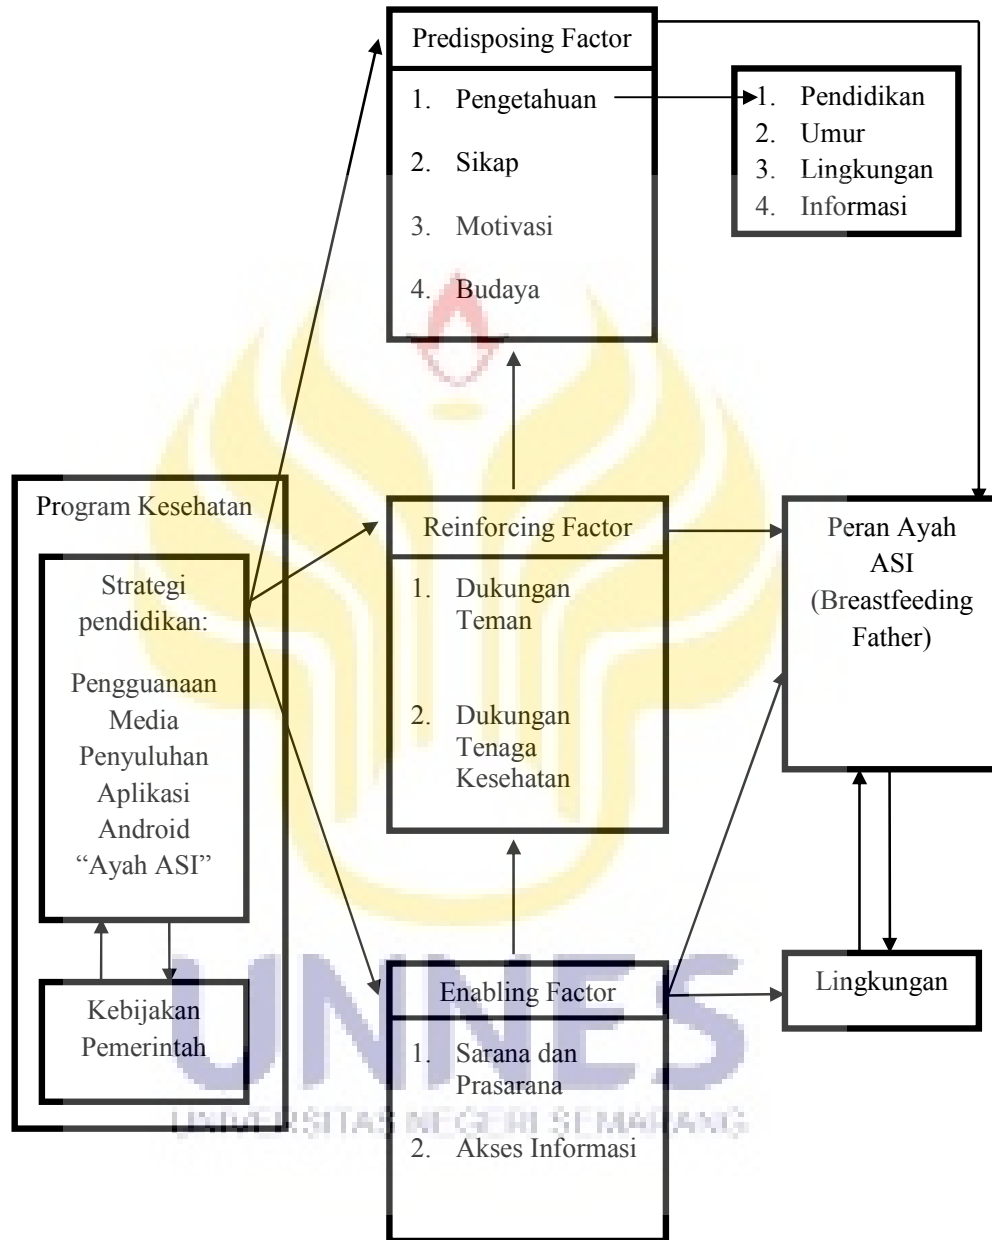 Predisposing Factor
1. Pengetahuan
2. Sikap
3. Motivasi
4. Budaya
1. Pendidikan
2. Umur
3. Lingkungan
4. Informasi
Program Kesehatan
Strategi
pendidikan:
Pengguanaan
Media
Penyuluhan
Aplikasi
Android
“Ayah ASI”
Kebijakan
Pemerintah
Reinforcing Factor
1. Dukungan
Teman
2. Dukungan
Tenaga
Kesehatan
Enabling Factor
1. Sarana dan
Prasarana
2. Akses Informasi
Peran Ayah
ASI
(Breastfeeding
Father)
Lingkungan
UNNES
UNIVERSITAS NEGERI SEMARANG